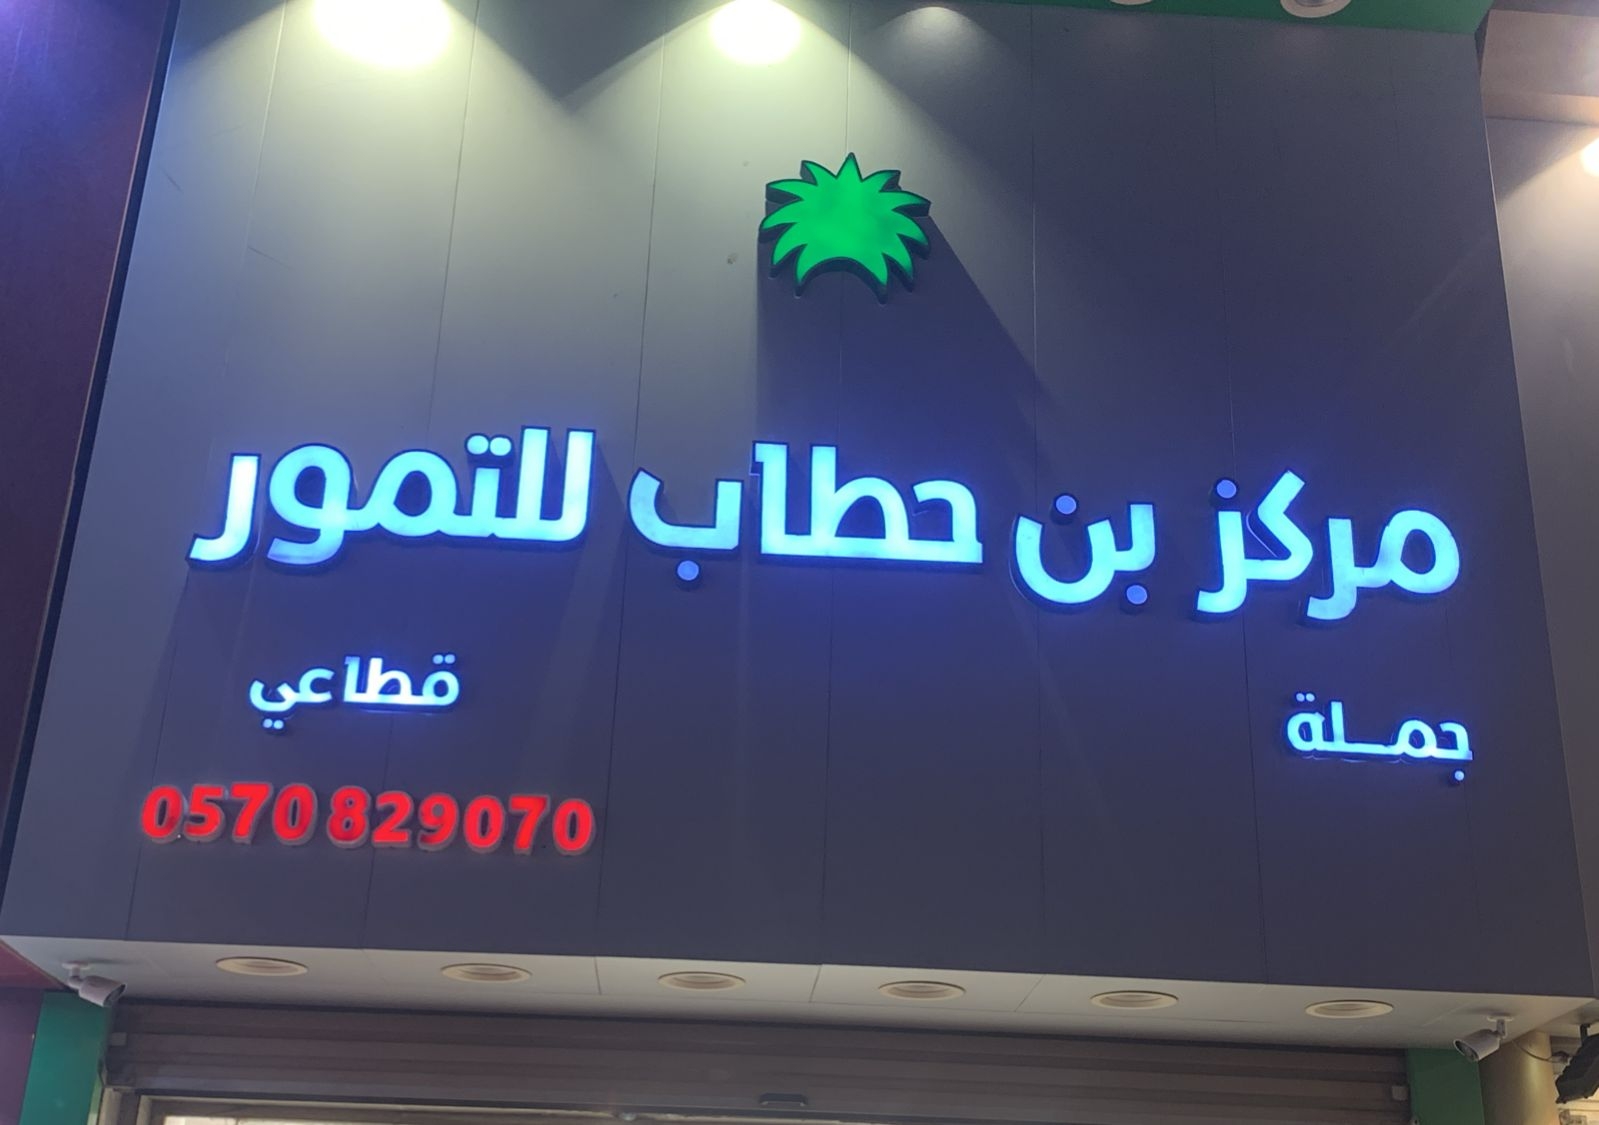 مركز بن حطاب للتمور
جملة
قطاعي
0570829070